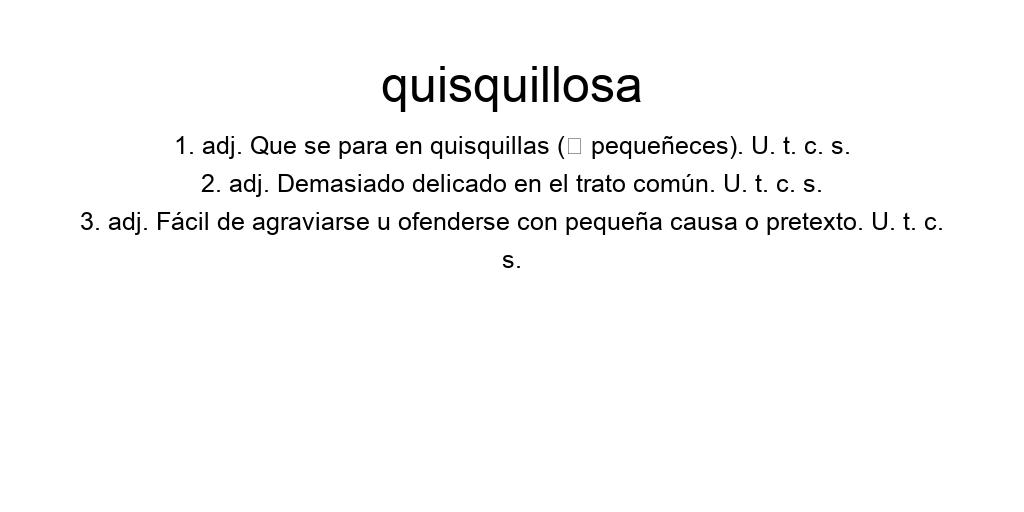 quisquillosa
1. adj. Que se para en quisquillas (□ pequeñeces). U. t. c. s.
2. adj. Demasiado delicado en el trato común. U. t. c. s.
3. adj. Fácil de agraviarse u ofenderse con pequeña causa o pretexto. U. t. c.
s.